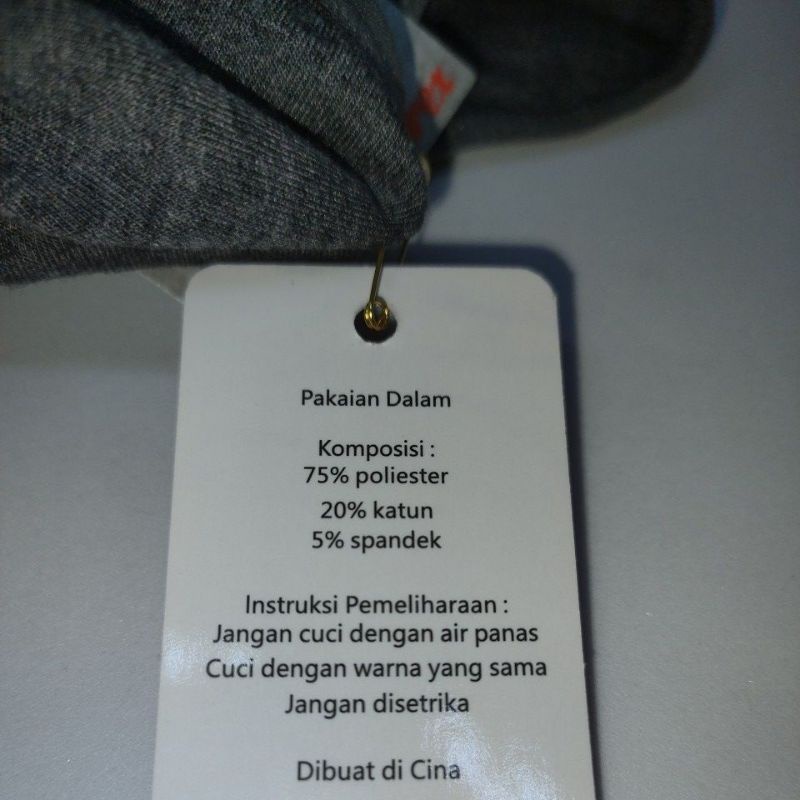 Pakaian Dalam
Komposisi :
75% poliester
20% katun
5% spandek
Instruksi Pemeliharaan :
Jangan cuci dengan air panas
Cuci dengan warna yang sama
Jangan disetrika
Dibuat di Cina